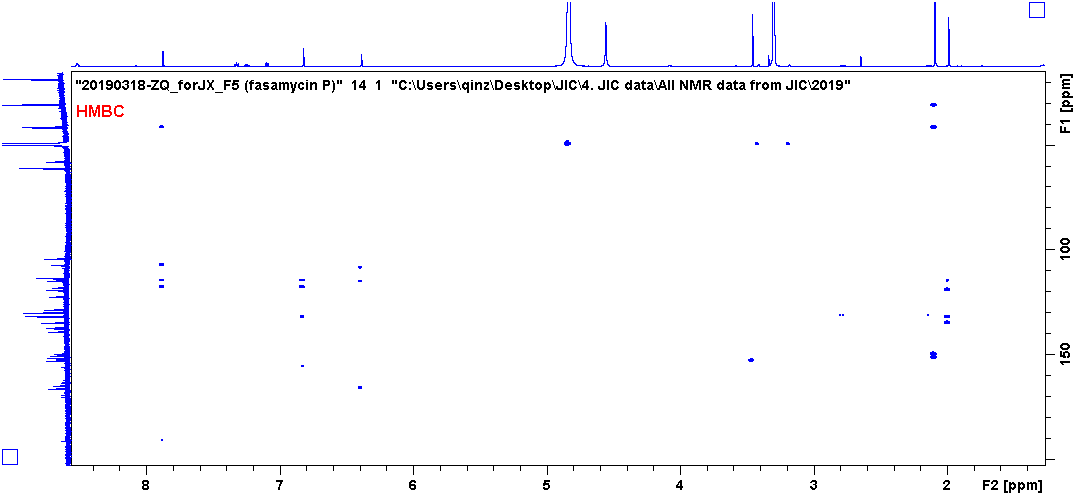 "20190318-ZQ_forJX_F5 (fasamycin P)" 14 1 "C:\Users\qinz\Desktop\JIC\4. JIC data\All NMR data from JIC\2019"
HMBC
F1 [ppm]
100
150
8 7 6 5 4 3 2 F2 [ppm]